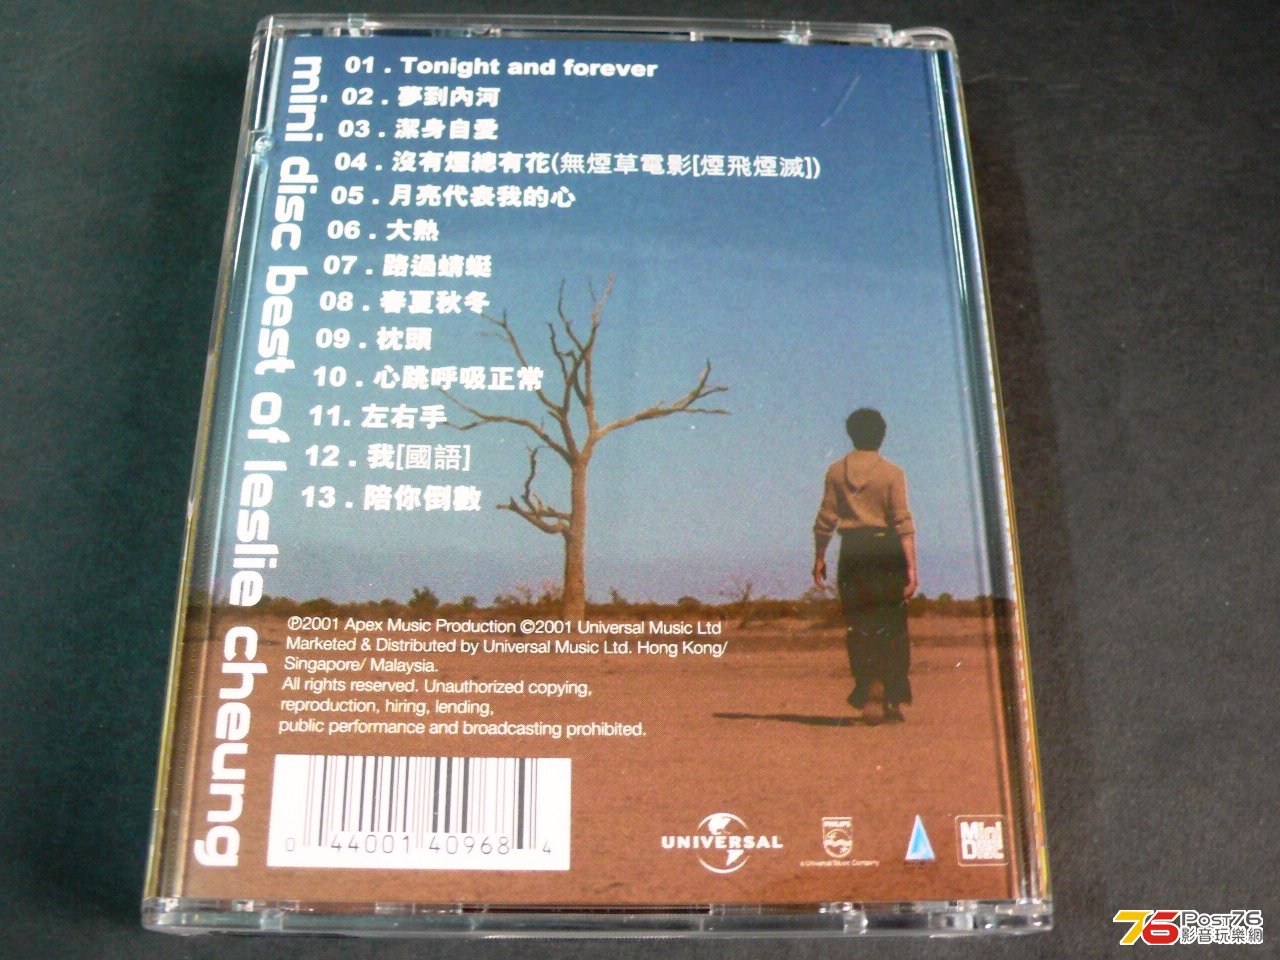 mini disc best of leslie cheung
01 . Tonight and forever
02 . 夢到內河
03 . 潔身自愛
04 . 沒有煙總有花(無煙草電影[煙飛煙滅])
05 . 月亮代表我的心
06 . 大熱
07 . 路過蜻蜓
08 . 春夏秋冬
09 . 枕頭
10 . 心跳呼吸正常
11. 左右手
12 . 我[國語]
13 . 陪你倒數
℗2001 Apex Music Production ©2001 Universal Music Ltd
Marketed & Distributed by Universal Music Ltd. Hong Kong/
Singapore/ Malaysia.
All rights reserved. Unauthorized copying,
reproduction, hiring, lending,
public performance and broadcasting prohibited.
0 44001 40968 4
UNIVERSAL
PHILIPS
a Universal Music Company
Mini
Disc
76 Post76
影音玩樂網